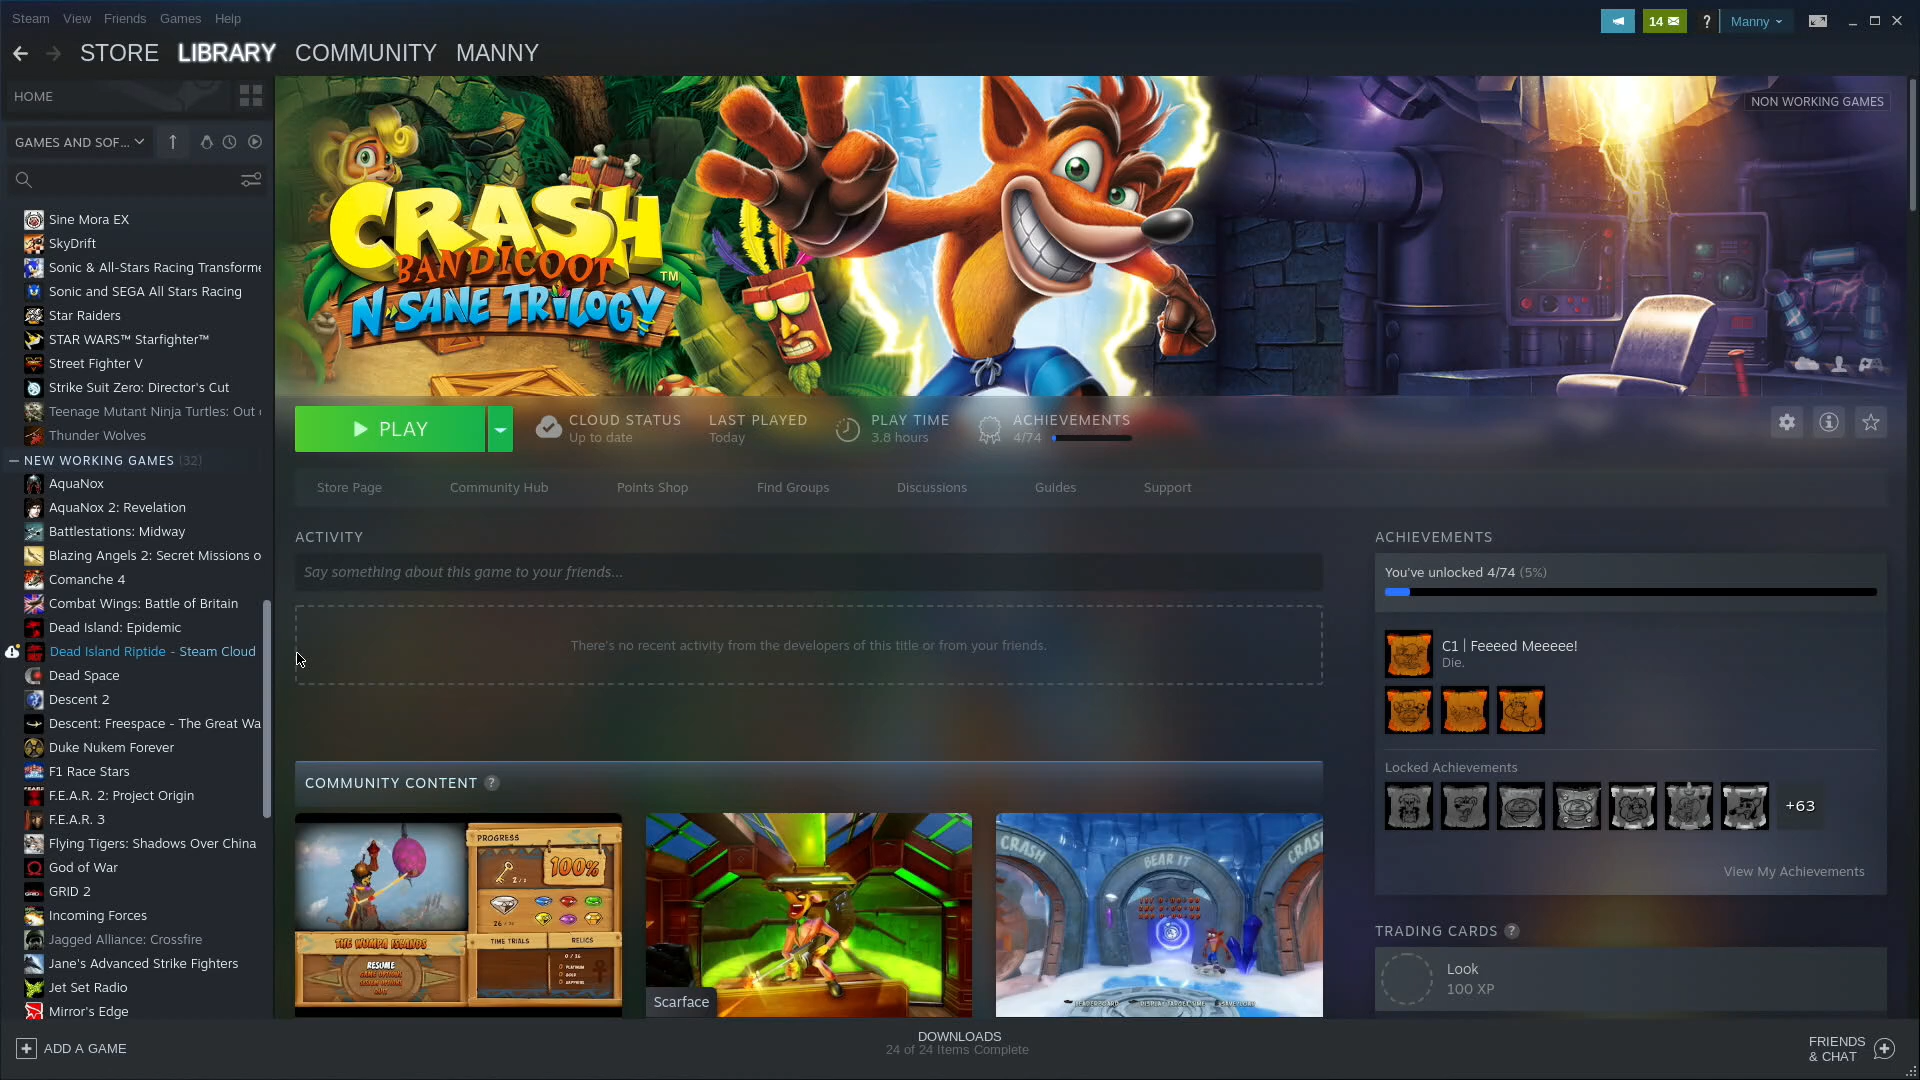 Steam View Friends Games Help
14 ? Manny
STORE LIBRARY COMMUNITY MANNY
HOME
GAMES AND SOF...
Sine Mora EX
SkyDrift
Sonic & All-Stars Racing Transforme
Sonic and SEGA All Stars Racing
Star Raiders
STAR WARS™ Starfighter™
Street Fighter V
Strike Suit Zero: Director's Cut
Teenage Mutant Ninja Turtles: Out
Thunder Wolves
NEW WORKING GAMES (32)
AquaNox
AquaNox 2: Revelation
Battlestations: Midway
Blazing Angels 2: Secret Missions o
Comanche 4
Combat Wings: Battle of Britain
Dead Island: Epidemic
Dead Island Riptide - Steam Cloud
Dead Space
Descent 2
Descent: Freespace - The Great Wa
Duke Nukem Forever
F1 Race Stars
F.E.A.R. 2: Project Origin
F.E.A.R. 3
Flying Tigers: Shadows Over China
God of War
GRID 2
Incoming Forces
Jagged Alliance: Crossfire
Jane's Advanced Strike Fighters
Jet Set Radio
Mirror's Edge
NON WORKING GAMES
CRASH
BANDICOOT
TM
N·SANE TRILOGY
PLAY
CLOUD STATUS
Up to date
LAST PLAYED
Today
PLAY TIME
3.8 hours
ACHIEVEMENTS
4/74
Store Page Community Hub Points Shop Find Groups Discussions Guides Support
ACTIVITY
Say something about this game to your friends...
There's no recent activity from the developers of this title or from your friends.
COMMUNITY CONTENT ?
PROGRESS
100%
THE WUMPA ISLANDS
RESUME
TIME TRIALS
RELICS
Scarface
CRASH
BEAR IT
ACHIEVEMENTS
You've unlocked 4/74 (5%)
C1 | Feeeed Meeeee!
Die.
Locked Achievements
+63
View My Achievements
TRADING CARDS ?
Look
100 XP
ADD A GAME
DOWNLOADS
24 of 24 Items Complete
FRIENDS
& CHAT